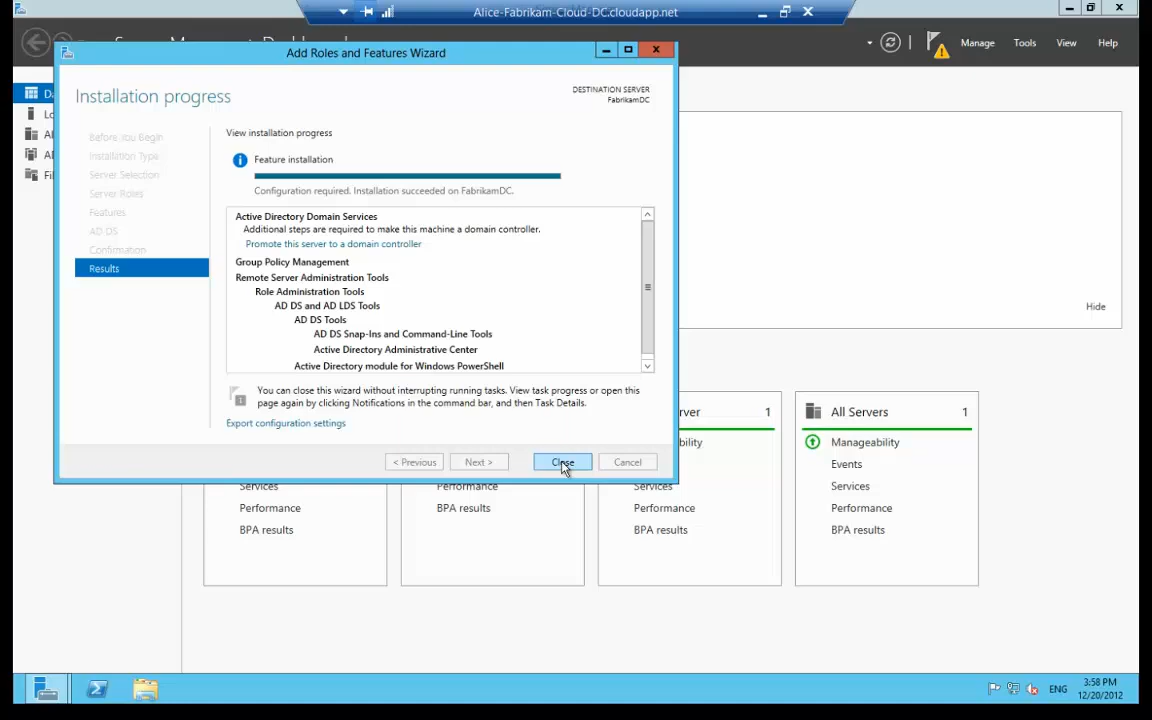 Alice-Fabrikam-Cloud-DC.cloudapp.net
Manage
Tools
View
Help
Add Roles and Features Wizard
Installation progress
DESTINATION SERVER
FabrikamDC
Before You Begin
Installation Type
Server Selection
Server Roles
Features
AD DS
Confirmation
Results
View installation progress
Feature installation
Configuration required. Installation succeeded on FabrikamDC.
Active Directory Domain Services
Additional steps are required to make this machine a domain controller.
Promote this server to a domain controller
Group Policy Management
Remote Server Administration Tools
Role Administration Tools
AD DS and AD LDS Tools
AD DS Tools
AD DS Snap-Ins and Command-Line Tools
Active Directory Administrative Center
Active Directory module for Windows PowerShell
You can close this wizard without interrupting running tasks. View task progress or open this
page again by clicking Notifications in the command bar, and then Task Details.
Export configuration settings
< Previous
Next >
Close
Cancel
Hide
1
All Servers
1
Manageability
Events
Services
Performance
BPA results
Services
Performance
BPA results
Performance
BPA results
Services
Performance
BPA results
ENG
3:58 PM
12/20/2012